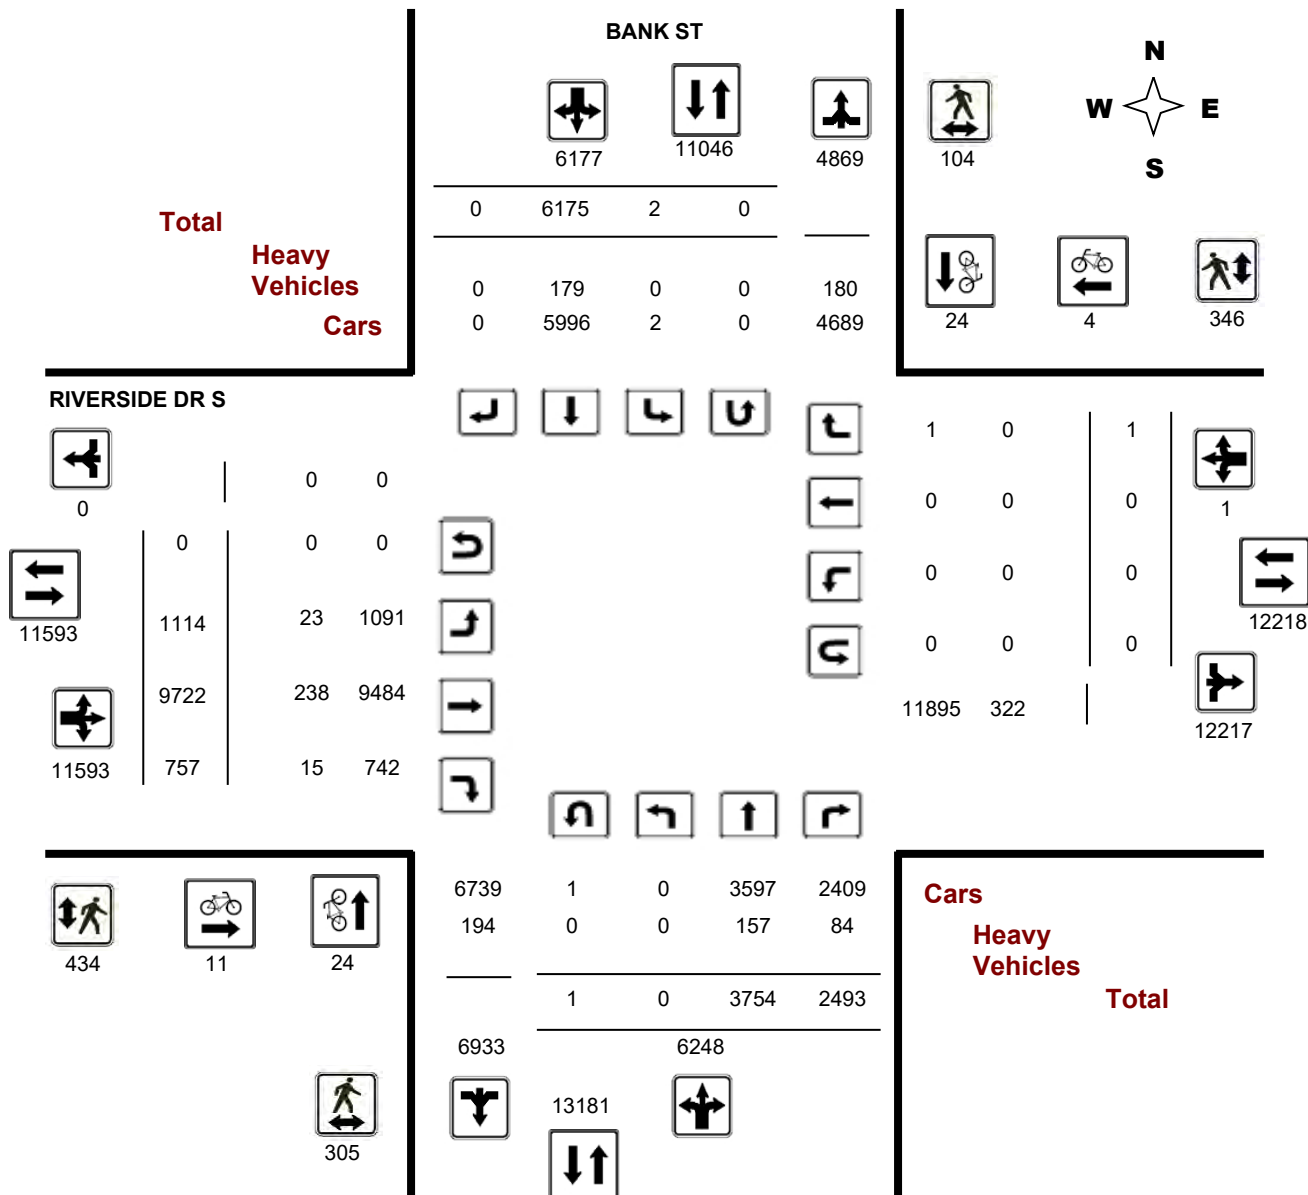 BANK ST
N
W E
S
6177 11046 4869 104
0 6175 2 0
Total
Heavy
Vehicles
Cars
0 179 0 0 180
0 5996 2 0 4689
24 4 346
RIVERSIDE DR S
0
0 0
0 0 0
11593
1114 23 1091
9722 238 9484
11593
757 15 742
1 0 1
0 0 0
1
0 0 0
12218
0 0 0
11895 322
12217
434 11 24
6739 1 0 3597 2409
194 0 0 157 84
1 0 3754 2493
6933 6248
13181
305
Cars
Heavy
Vehicles
Total